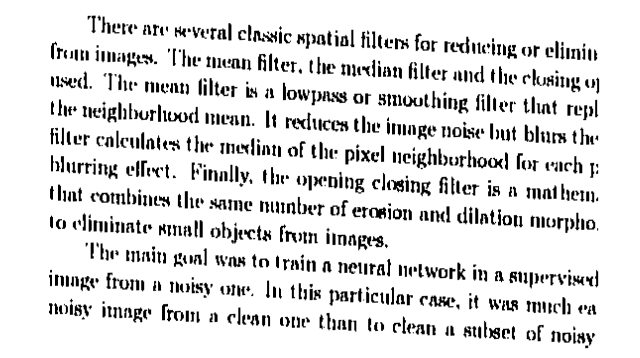 There are several classic spatial filters for reducing or elimin
from images. The mean filter, the median filter and the closing o
used. The mean filter is a lowpass or smoothing filter that repl
the neighborhood mean. It reduces the image noise but blurs the
filter calculates the median of the pixel neighborhood for each p
blurring effect. Finally, the opening closing filter is a mathem
that combines the same number of erosion and dilation morpho
to eliminate small objects from images.
The main goal was to train a neural network in a supervised
image from a noisy one. In this particular case, it was much ea
noisy image from a clean one than to clean a subset of noisy